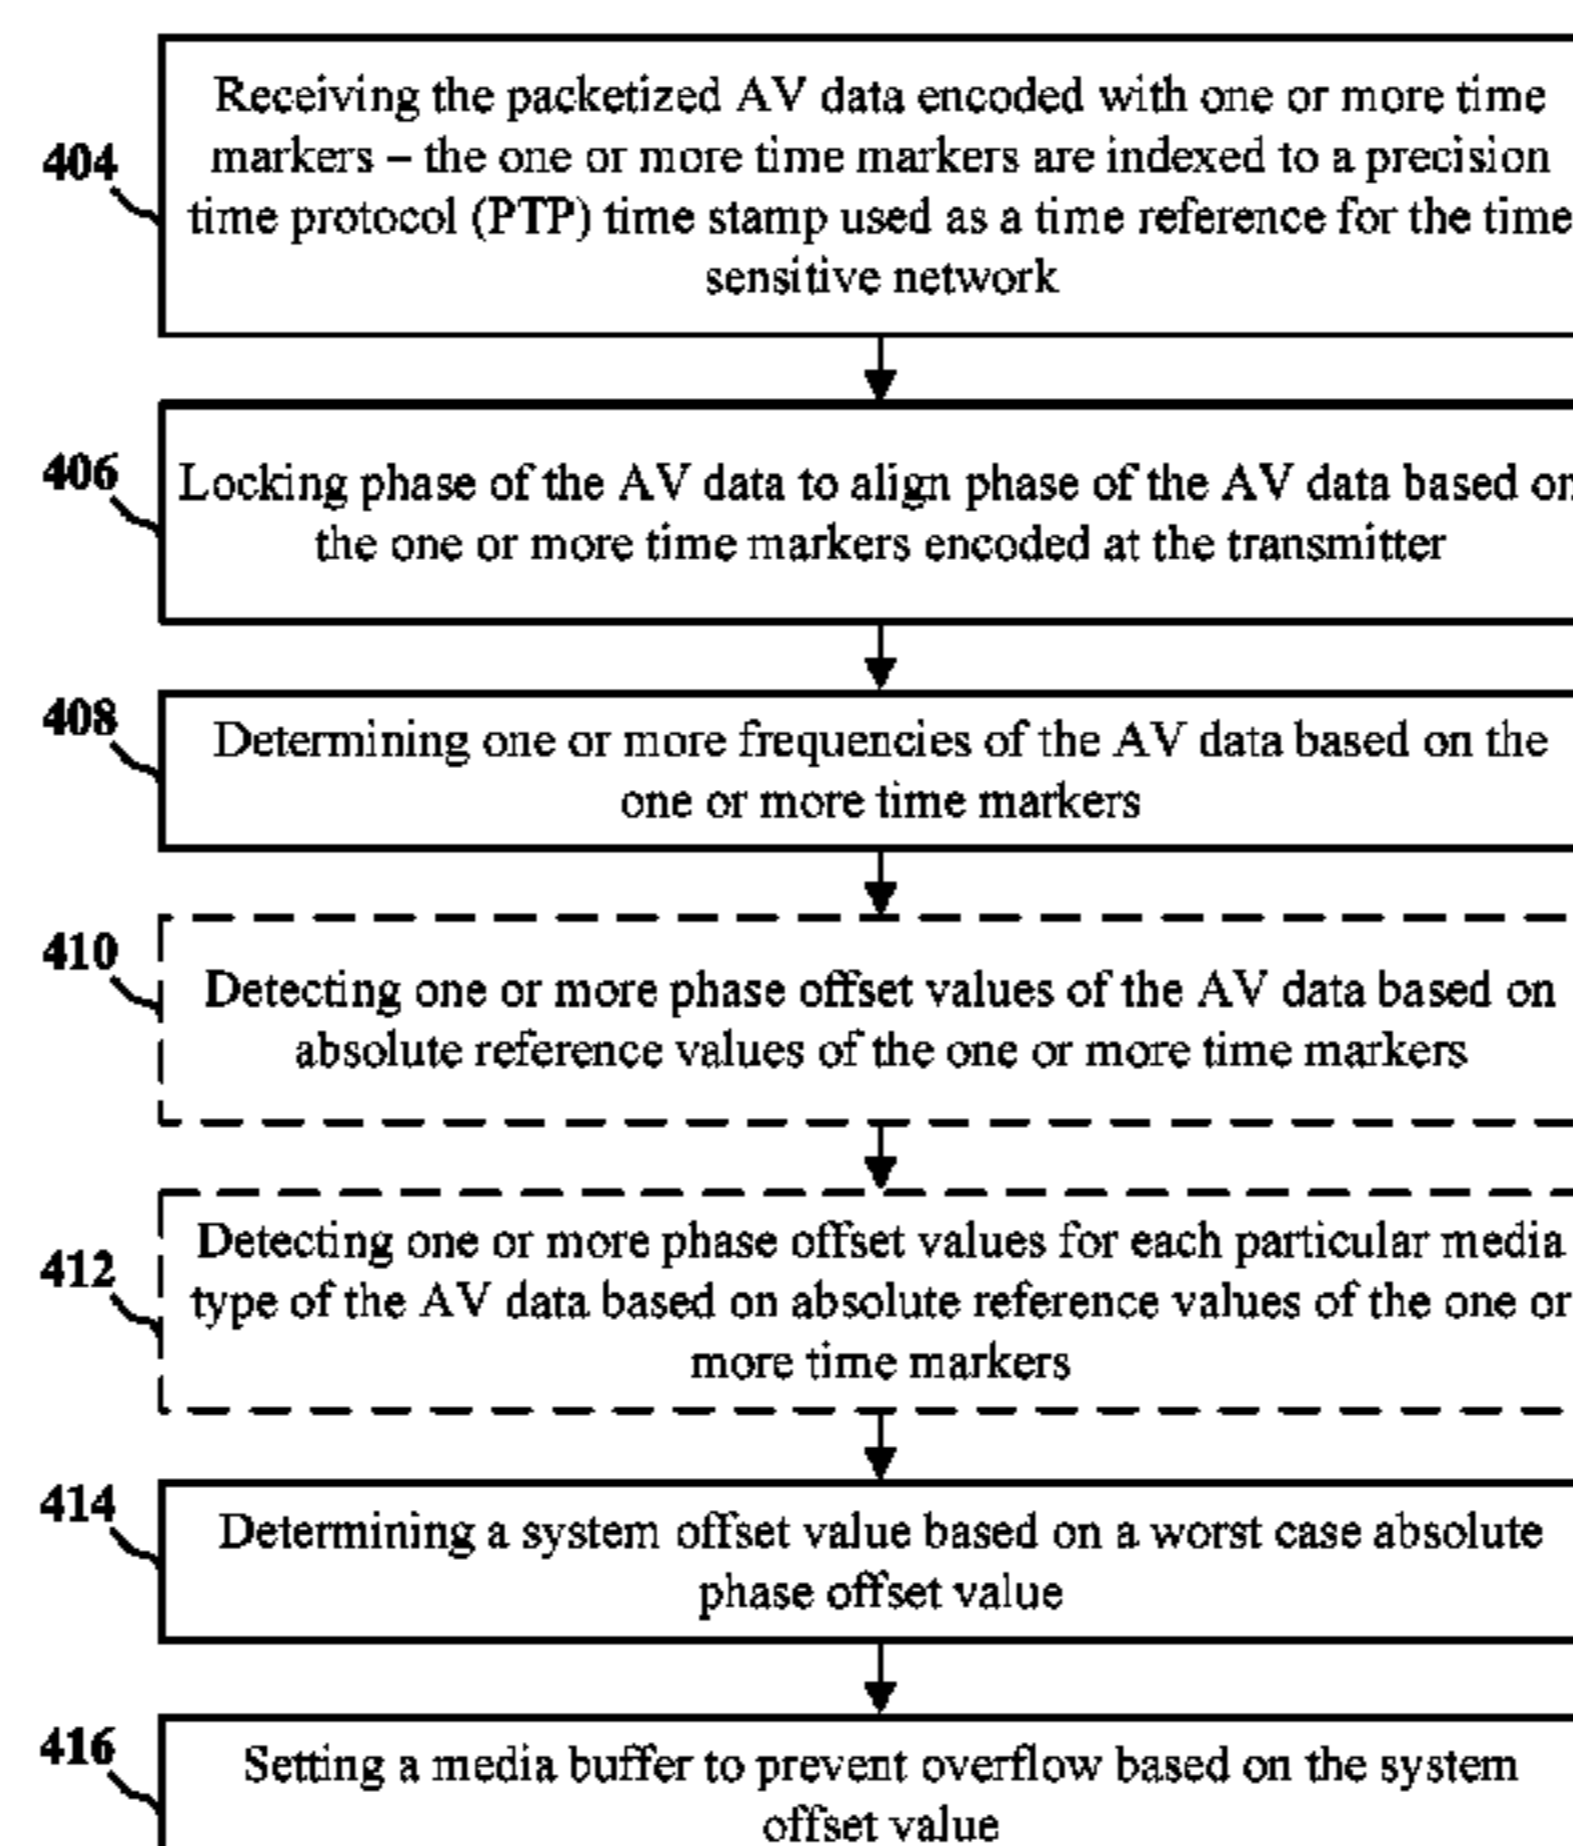 Receiving the packetized AV data encoded with one or more time
markers – the one or more time markers are indexed to a precision
404
time protocol (PTP) time stamp used as a time reference for the time
sensitive network
406
Locking phase of the AV data to align phase of the AV data based on
the one or more time markers encoded at the transmitter
408
Determining one or more frequencies of the AV data based on the
one or more time markers
410
Detecting one or more phase offset values of the AV data based on
absolute reference values of the one or more time markers
412
Detecting one or more phase offset values for each particular media
type of the AV data based on absolute reference values of the one or
more time markers
414
Determining a system offset value based on a worst case absolute
phase offset value
416
Setting a media buffer to prevent overflow based on the system
offset value